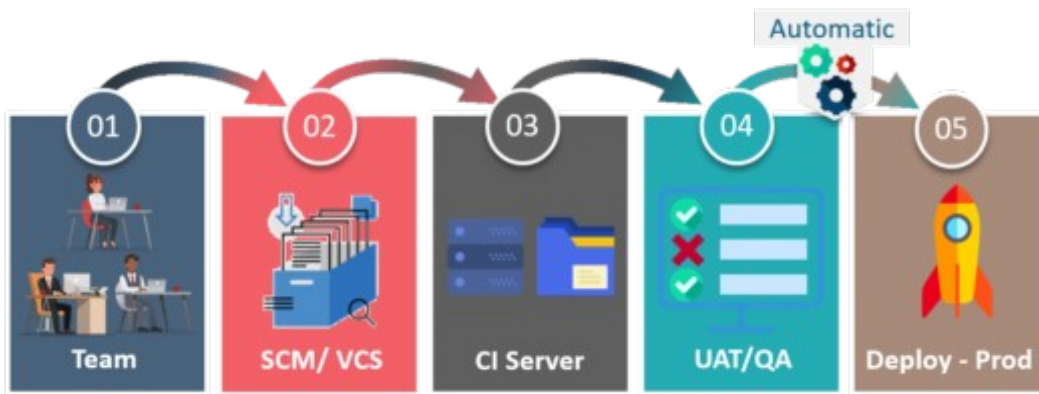 Automatic
01
02
03
04
05
Team
SCM/ VCS
CI Server
UAT/QA
Deploy - Prod